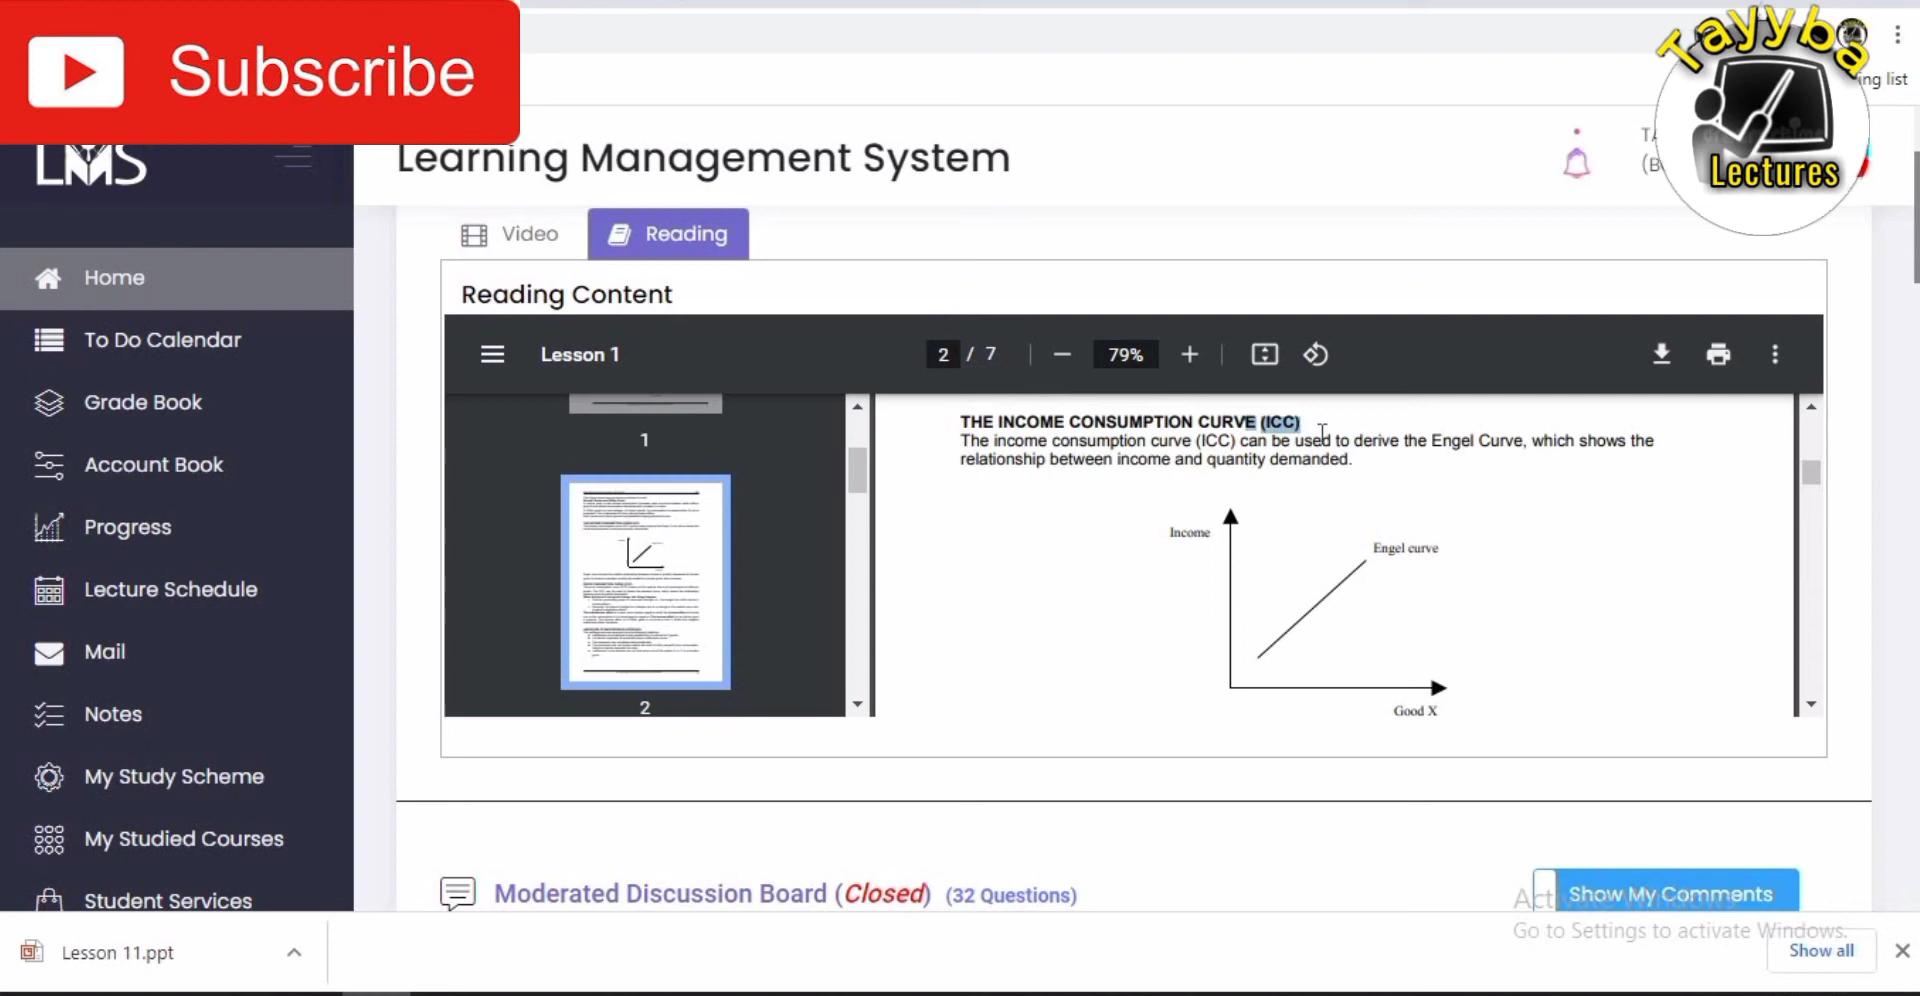 Subscribe
Tayyba
Lectures
ing list
LMS
Learning Management System
Video
Reading
Home
To Do Calendar
Grade Book
Account Book
Progress
Lecture Schedule
Mail
Notes
My Study Scheme
My Studied Courses
Student Services
Reading Content
Lesson 1
2 / 7
79%
1
2
THE INCOME CONSUMPTION CURVE (ICC)
The income consumption curve (ICC) can be used to derive the Engel Curve, which shows the
relationship between income and quantity demanded.
Income
Engel curve
Good X
Moderated Discussion Board (Closed) (32 Questions)
Show My Comments
Activate Windows
Go to Settings to activate Windows.
Lesson 11.ppt
Show all